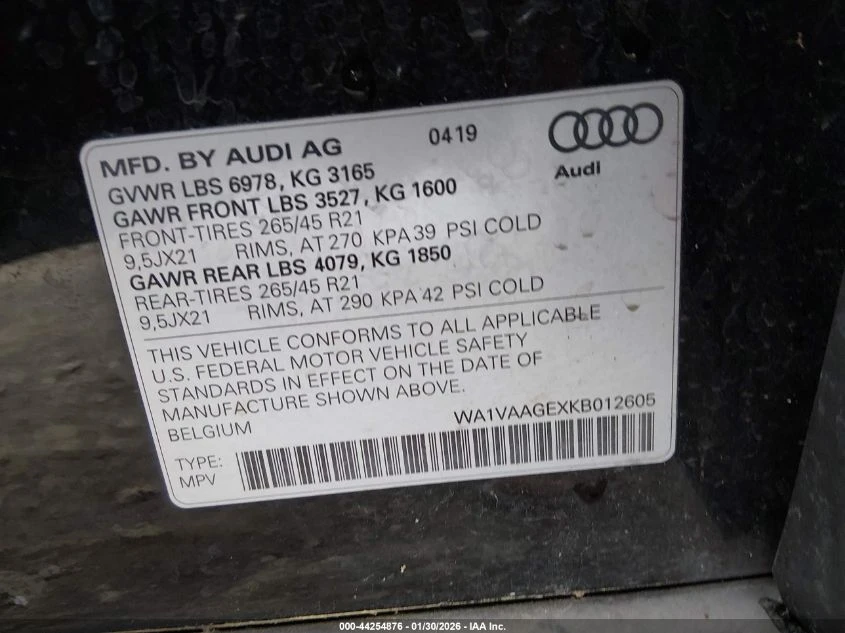 MFD. BY AUDI AG 0419
Audi
GVWR LBS 6978, KG 3165
GAWR FRONT LBS 3527, KG 1600
FRONT-TIRES 265/45 R21
9,5JX21 RIMS, AT 270 KPA 39 PSI COLD
GAWR REAR LBS 4079, KG 1850
REAR-TIRES 265/45 R21
9,5JX21 RIMS, AT 290 KPA 42 PSI COLD
THIS VEHICLE CONFORMS TO ALL APPLICABLE
U.S. FEDERAL MOTOR VEHICLE SAFETY
STANDARDS IN EFFECT ON THE DATE OF
MANUFACTURE SHOWN ABOVE.
BELGIUM WA1VAAGEXKB012605
TYPE:
MPV
000-44254876 - 01/30/2026 - IAA Inc.